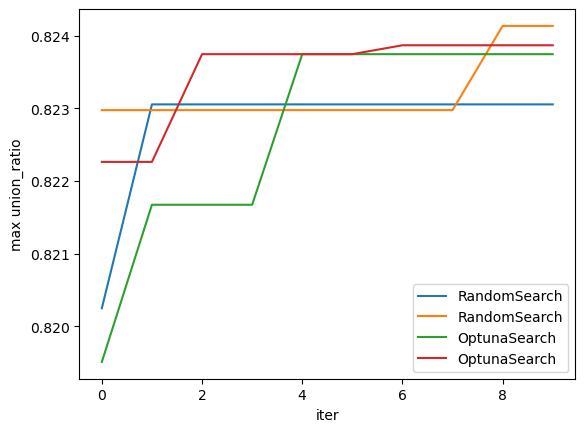 max union_ratio
0.824
0.823
0.822
0.821
0.820
0 2 4 6 8
iter
RandomSearch
RandomSearch
OptunaSearch
OptunaSearch